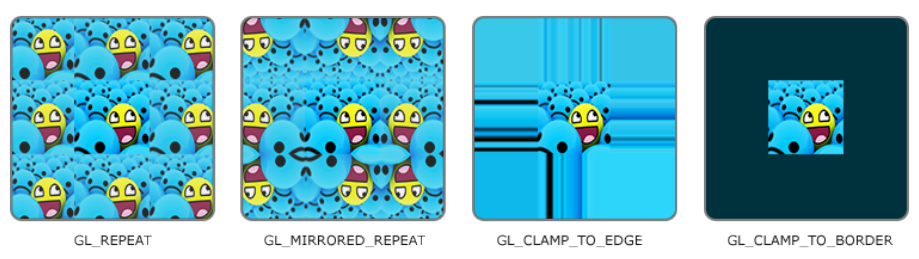 GL_REPEAT
GL_MIRRORED_REPEAT
GL_CLAMP_TO_EDGE
GL_CLAMP_TO_BORDER